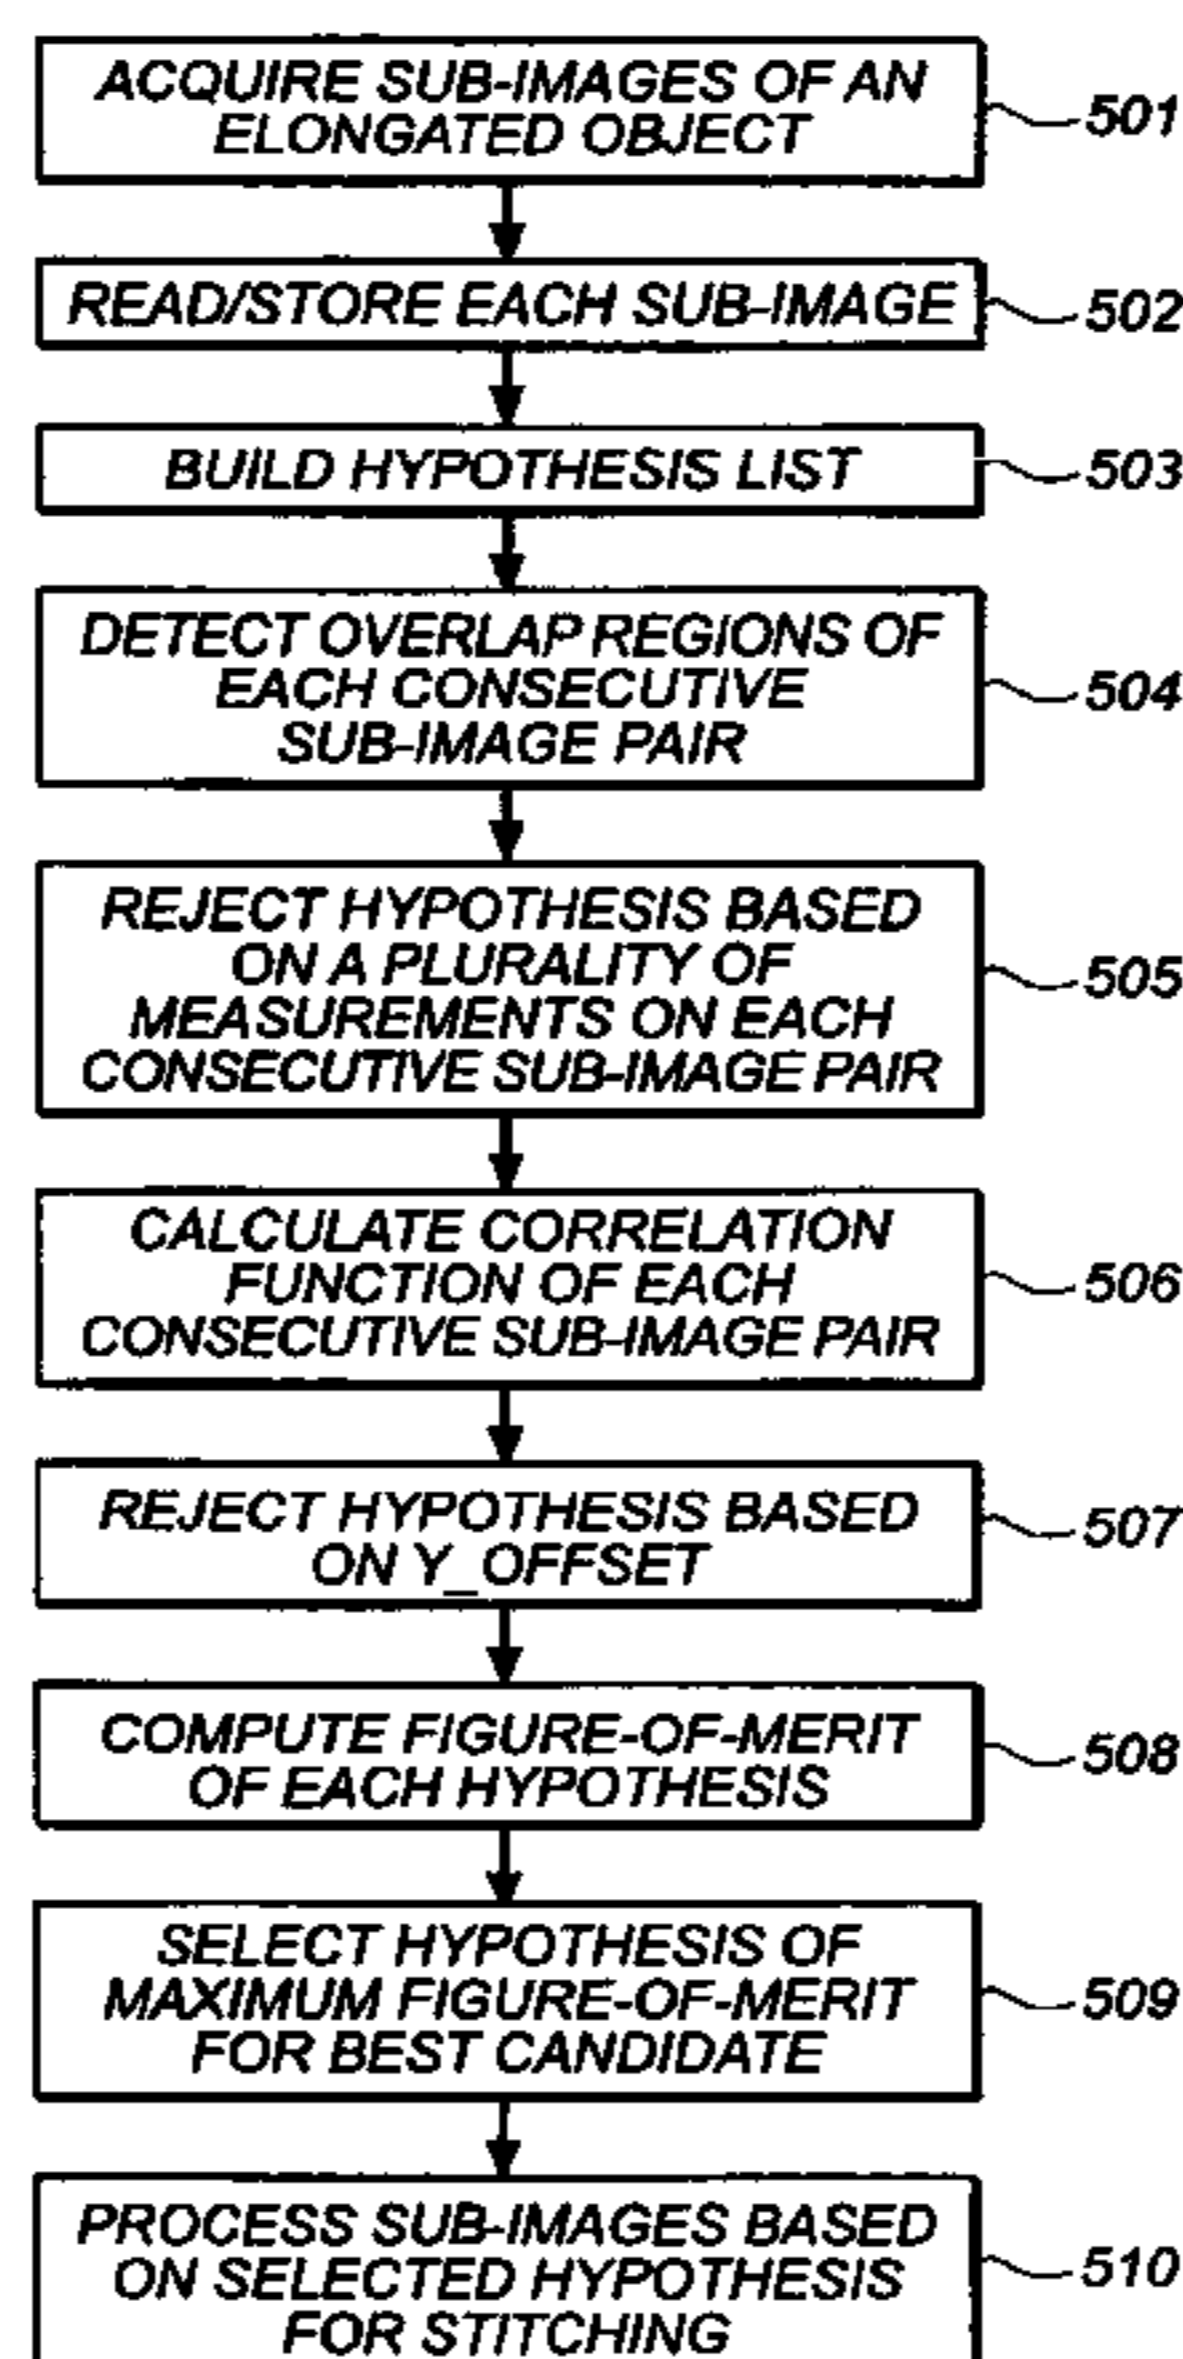 ACQUIRE SUB-IMAGES OF AN
ELONGATED OBJECT
501
READ/STORE EACH SUB-IMAGE
502
BUILD HYPOTHESIS LIST
503
DETECT OVERLAP REGIONS OF
EACH CONSECUTIVE
SUB-IMAGE PAIR
504
REJECT HYPOTHESIS BASED
ON A PLURALITY OF
MEASUREMENTS ON EACH
CONSECUTIVE SUB-IMAGE PAIR
505
CALCULATE CORRELATION
FUNCTION OF EACH
CONSECUTIVE SUB-IMAGE PAIR
506
REJECT HYPOTHESIS BASED
ON Y_OFFSET
507
COMPUTE FIGURE-OF-MERIT
OF EACH HYPOTHESIS
508
SELECT HYPOTHESIS OF
MAXIMUM FIGURE-OF-MERIT
FOR BEST CANDIDATE
509
PROCESS SUB-IMAGES BASED
ON SELECTED HYPOTHESIS
FOR STITCHING
510